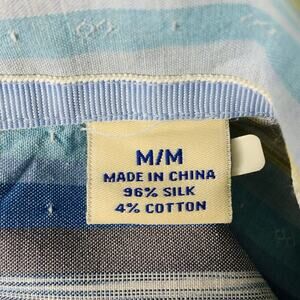 M/M
MADE IN CHINA
96% SILK
4% COTTON